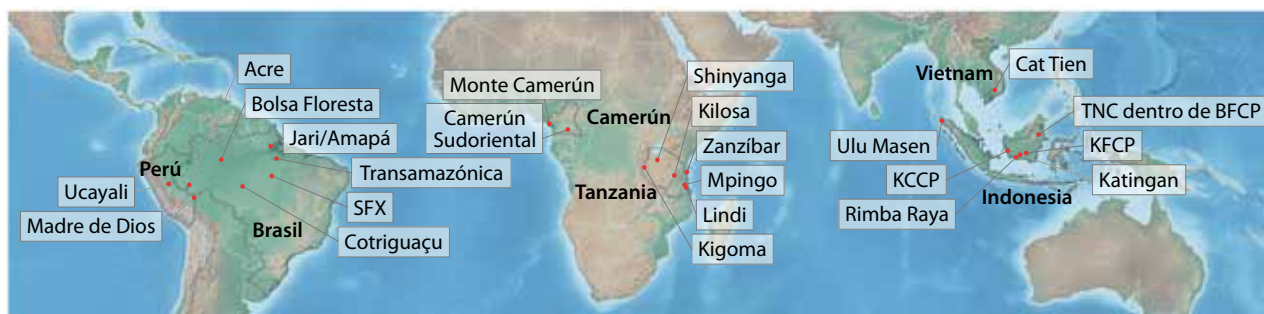 Acre
Bolsa Floresta
Jari/Amapá
Perú
Transamazónica
Ucayali
SFX
Madre de Dios
Brasil
Cotriguaçu
Monte Camerún
Camerún
Sudoriental
Camerún
Shinyanga
Kilosa
Zanzíbar
Tanzania
Mpingo
Lindi
Kigoma
Vietnam
Cat Tien
TNC dentro de BFCP
Ulu Masen
KFCP
KCCP
Katingan
Rimba Raya
Indonesia